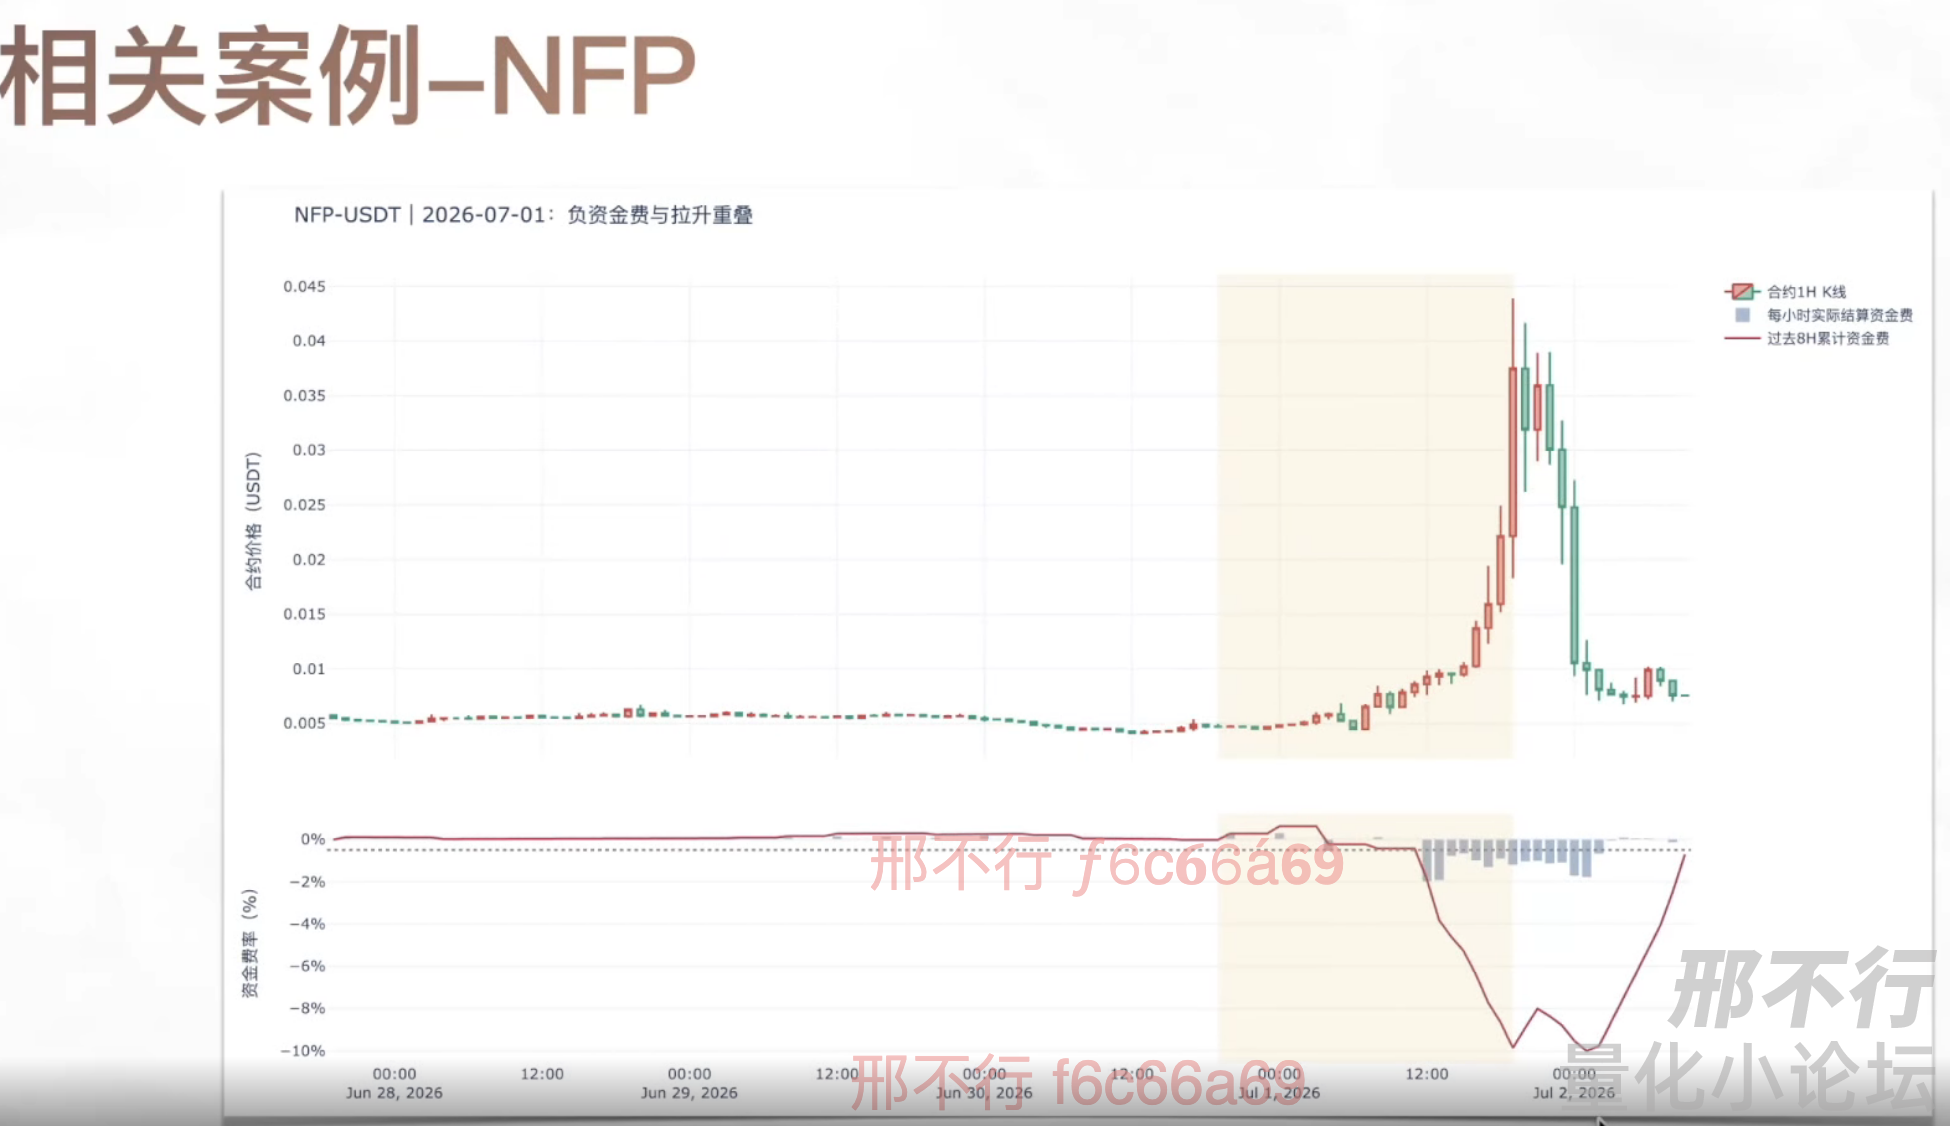 相关案例-NFP
NFP-USDT | 2026-07-01：负资金费与拉升重叠
合约1H K线
每小时实际结算资金费
过去8H累计资金费
合约价格（USDT）
0.045
0.04
0.035
0.03
0.025
0.02
0.015
0.01
0.005
资金费率（%）
0%
−2%
−4%
−6%
−8%
−10%
邢不行 f6c66a69
邢不行
量化小论坛
00:00 12:00 00:00 12:00 00:00 12:00 00:00 12:00 00:00
Jun 28, 2026 Jun 29, 2026 Jun 30, 2026 Jul 1, 2026 Jul 2, 2026
邢不行 f6c66a69